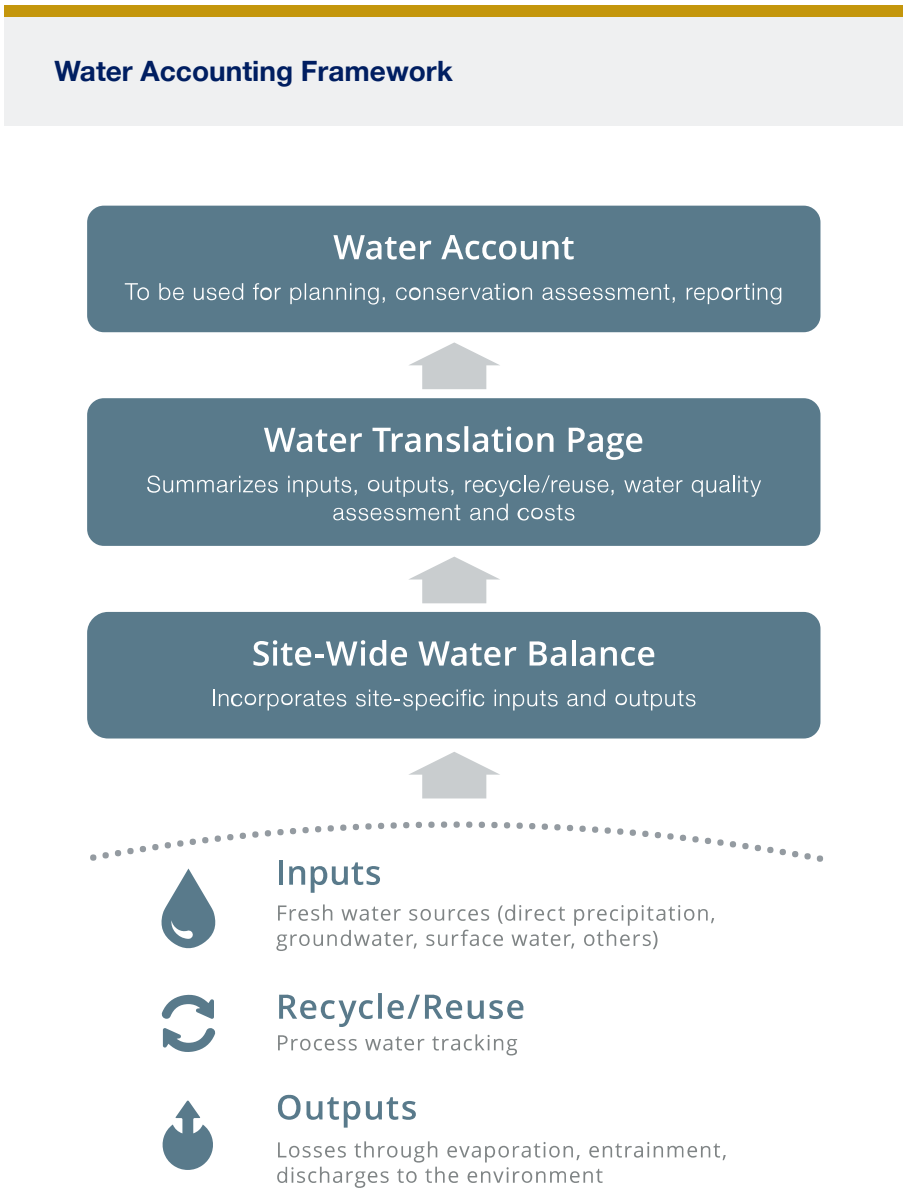 Water Accounting Framework
Water Account
To be used for planning, conservation assessment, reporting
Water Translation Page
Summarizes inputs, outputs, recycle/reuse, water quality
assessment and costs
Site-Wide Water Balance
Incorporates site-specific inputs and outputs
Inputs
Fresh water sources (direct precipitation,
groundwater, surface water, others)
Recycle/Reuse
Process water tracking
Outputs
Losses through evaporation, entrainment,
discharges to the environment